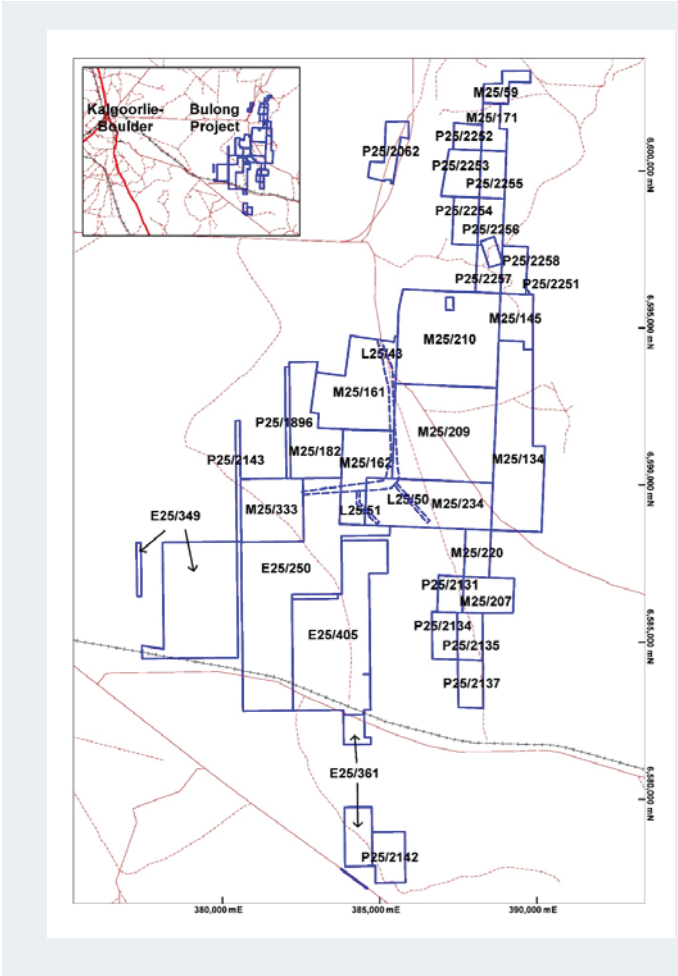 Kalgoorlie-
Boulder
Bulong
Project
M25/59
M25/171
P25/2252
P25/2062
P25/2253
P25/2255
P25/2254
P25/2256
P25/2258
P25/2257
P25/2251
M25/145
M25/210
L25/43
M25/161
P25/1896
M25/209
M25/182
M25/162
P25/2143
M25/134
M25/333
L25/51
L25/50
M25/234
E25/349
M25/220
E25/250
P25/2131
M25/207
E25/405
P25/2134
P25/2135
P25/2137
E25/361
P25/2142
6,600,000 mN
6,595,000 mN
6,590,000 mN
6,585,000 mN
6,580,000 mN
380,000 mE
385,000 mE
390,000 mE